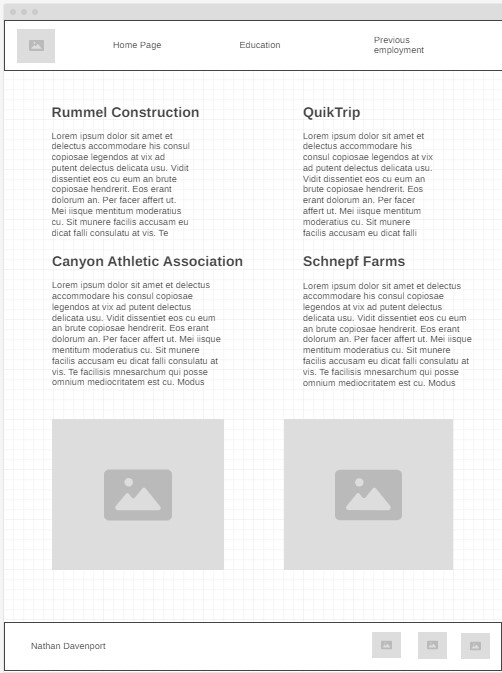 Home Page
Education
Previous
employment
Rummel Construction
Lorem ipsum dolor sit amet et
delectus accommodare his consul
copiosae legendos at vix ad
putent delectus delicata usu. Vidit
dissentiet eos cu eum an brute
copiosae hendrerit. Eos erant
dolorum an. Per facer affert ut.
Mei iisque mentitum moderatius
cu. Sit munere facilis accusam eu
dicat falli consulatu at vis. Te
QuikTrip
Lorem ipsum dolor sit amet et
delectus accommodare his
consul copiosae legendos at vix
ad putent delectus delicata usu.
Vidit dissentiet eos cu eum an
brute copiosae hendrerit. Eos
erant dolorum an. Per facer
affert ut. Mei iisque mentitum
moderatius cu. Sit munere
facilis accusam eu dicat falli
Canyon Athletic Association
Lorem ipsum dolor sit amet et delectus
accommodare his consul copiosae
legendos at vix ad putent delectus
delicata usu. Vidit dissentiet eos cu eum
an brute copiosae hendrerit. Eos erant
dolorum an. Per facer affert ut. Mei iisque
mentitum moderatius cu. Sit munere
facilis accusam eu dicat falli consulatu at
vis. Te facilisis mnesarchum qui posse
omnium mediocritatem est cu. Modus
Schnepf Farms
Lorem ipsum dolor sit amet et delectus
accommodare his consul copiosae
legendos at vix ad putent delectus
delicata usu. Vidit dissentiet eos cu eum
an brute copiosae hendrerit. Eos erant
dolorum an. Per facer affert ut. Mei iisque
mentitum moderatius cu. Sit munere
facilis accusam eu dicat falli consulatu at
vis. Te facilisis mnesarchum qui posse
omnium mediocritatem est cu. Modus
Nathan Davenport